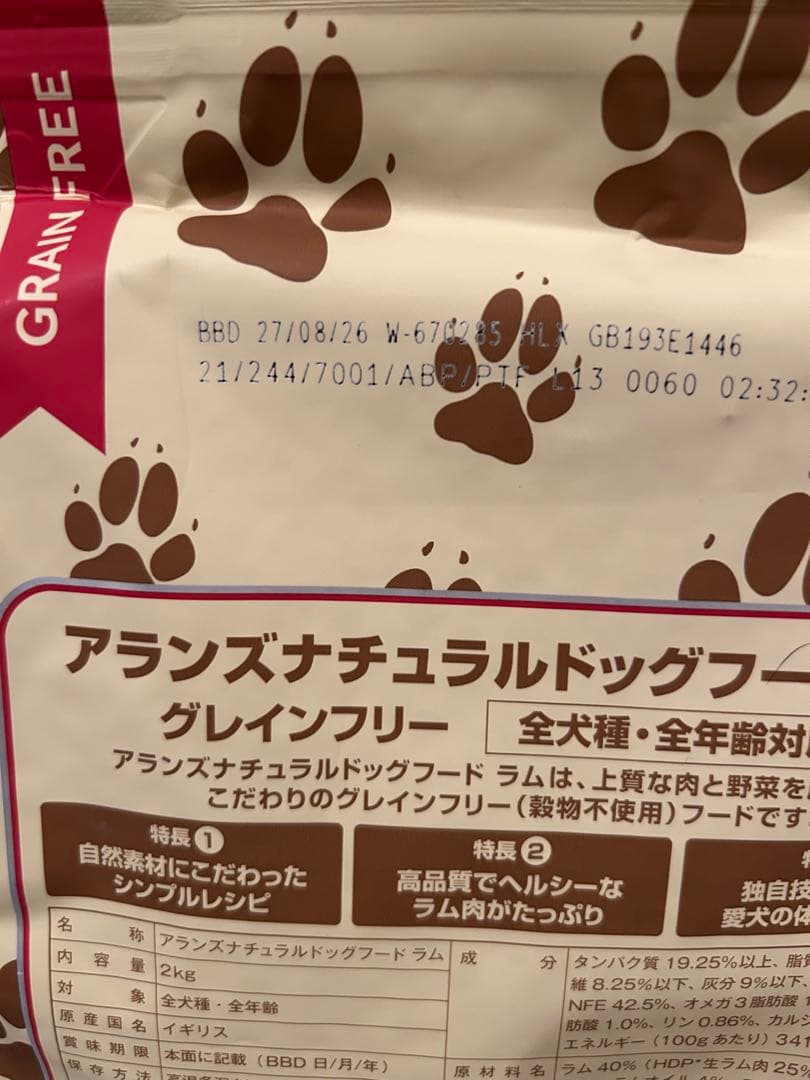 GRAIN FREE
BBD 27/08/26 W-670285 HLX GB193E1446
21/244/7001/ABP/PTF L13 0060 02:32:
アランズナチュラルドッグフー
グレインフリー
全犬種・全年齢対
アランズナチュラルドッグフード ラムは、上質な肉と野菜を
こだわりのグレインフリー(穀物不使用)フードです
特長1
自然素材にこだわった
シンプルレシピ
特長2
高品質でヘルシーな
ラム肉がたっぷり
独自技
愛犬の体
名称 アランズナチュラルドッグフード ラム
内容量 2kg
対象 全犬種・全年齢
原産国名 イギリス
賞味期限 本面に記載(BBD 日/月/年)
保存方法
成分 タンパク質 19.25%以上、脂質
維 8.25%以下、灰分 9%以下、
NFE 42.5%、オメガ3脂肪酸
肪酸 1.0%、リン 0.86%、カルシ
エネルギー(100gあたり)341
原材料名 ラム 40%(HDP*生ラム肉 25%